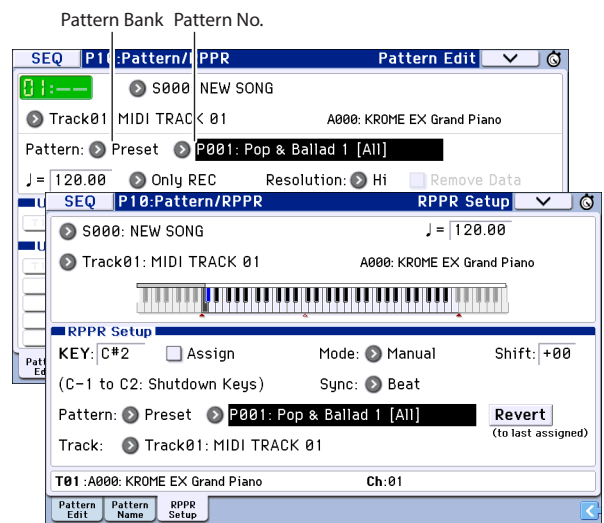 Pattern Bank Pattern No.
SEQ P10:Pattern/RPPR Pattern Edit
01:-- S000: NEW SONG
Track01: MIDI TRACK 01 A000: KROME EX Grand Piano
Pattern: Preset P001: Pop & Ballad 1 [All]
♩= 120.00 Only REC Resolution: Hi Remove Data
SEQ P10:Pattern/RPPR RPPR Setup
S000: NEW SONG ♩= 120.00
Track01: MIDI TRACK 01 A000: KROME EX Grand Piano
RPPR Setup
KEY: C#2 Assign Mode: Manual Shift: +00
(C-1 to C2: Shutdown Keys) Sync: Beat
Pattern: Preset P001: Pop & Ballad 1 [All] Revert
(to last assigned)
Track: Track01: MIDI TRACK 01
T01 :A000: KROME EX Grand Piano Ch:01
Pattern Edit Pattern Name RPPR Setup